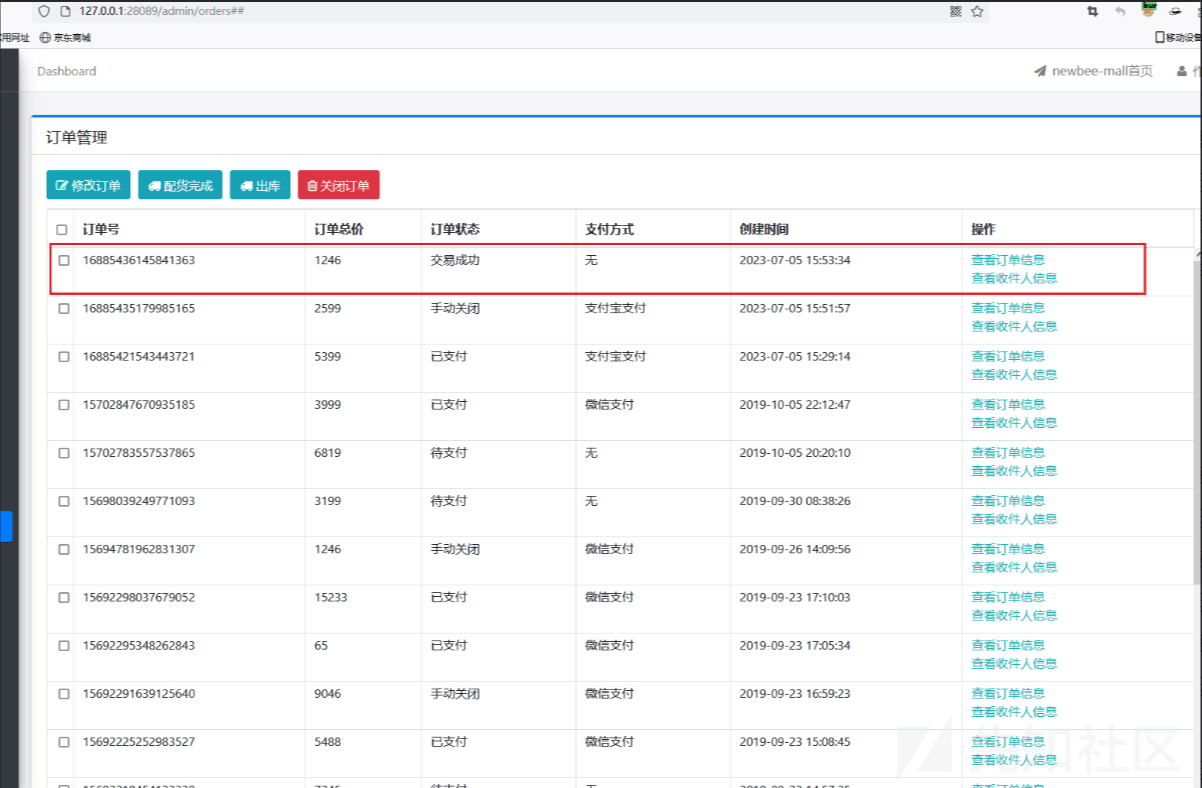 127.0.0.1:28089/admin/orders##
用网址 京东商城 移动设备
Dashboard newbee-mall首页
订单管理
修改订单 配货完成 出库 关闭订单
订单号 订单总价 订单状态 支付方式 创建时间 操作
16885436145841363 1246 交易成功 无 2023-07-05 15:53:34 查看订单信息
查看收件人信息
16885435179985165 2599 手动关闭 支付宝支付 2023-07-05 15:51:57 查看订单信息
查看收件人信息
16885421543443721 5399 已支付 支付宝支付 2023-07-05 15:29:14 查看订单信息
查看收件人信息
15702847670935185 3999 已支付 微信支付 2019-10-05 22:12:47 查看订单信息
查看收件人信息
15702783557537865 6819 待支付 无 2019-10-05 20:20:10 查看订单信息
查看收件人信息
15698039249771093 3199 待支付 无 2019-09-30 08:38:26 查看订单信息
查看收件人信息
15694781962831307 1246 手动关闭 微信支付 2019-09-26 14:09:56 查看订单信息
查看收件人信息
15692298037679052 15233 已支付 微信支付 2019-09-23 17:10:03 查看订单信息
查看收件人信息
15692295348262843 65 已支付 微信支付 2019-09-23 17:05:34 查看订单信息
查看收件人信息
15692291639125640 9046 手动关闭 微信支付 2019-09-23 16:59:23 查看订单信息
查看收件人信息
15692225252983527 5488 已支付 微信支付 2019-09-23 15:08:45 查看订单信息
查看收件人信息
先知社区